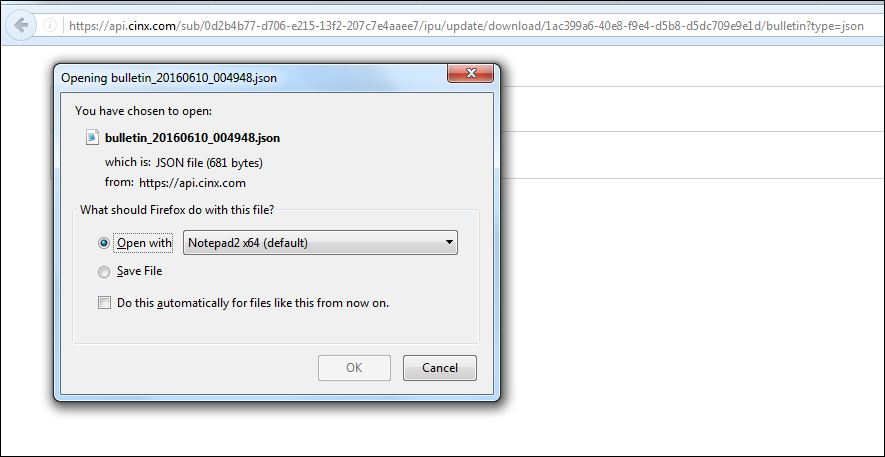 https://api.cinx.com/sub/0d2b4b77-d706-e215-13f2-207c7e4aaee7/ipu/update/download/1ac399a6-40e8-f9e4-d5b8-d5dc709e9e1d/bulletin?type=json
Opening bulletin_20160610_004948.json
You have chosen to open:
bulletin_20160610_004948.json
which is: JSON file (681 bytes)
from: https://api.cinx.com
What should Firefox do with this file?
Open with Notepad2 x64 (default)
Save File
Do this automatically for files like this from now on.
OK Cancel